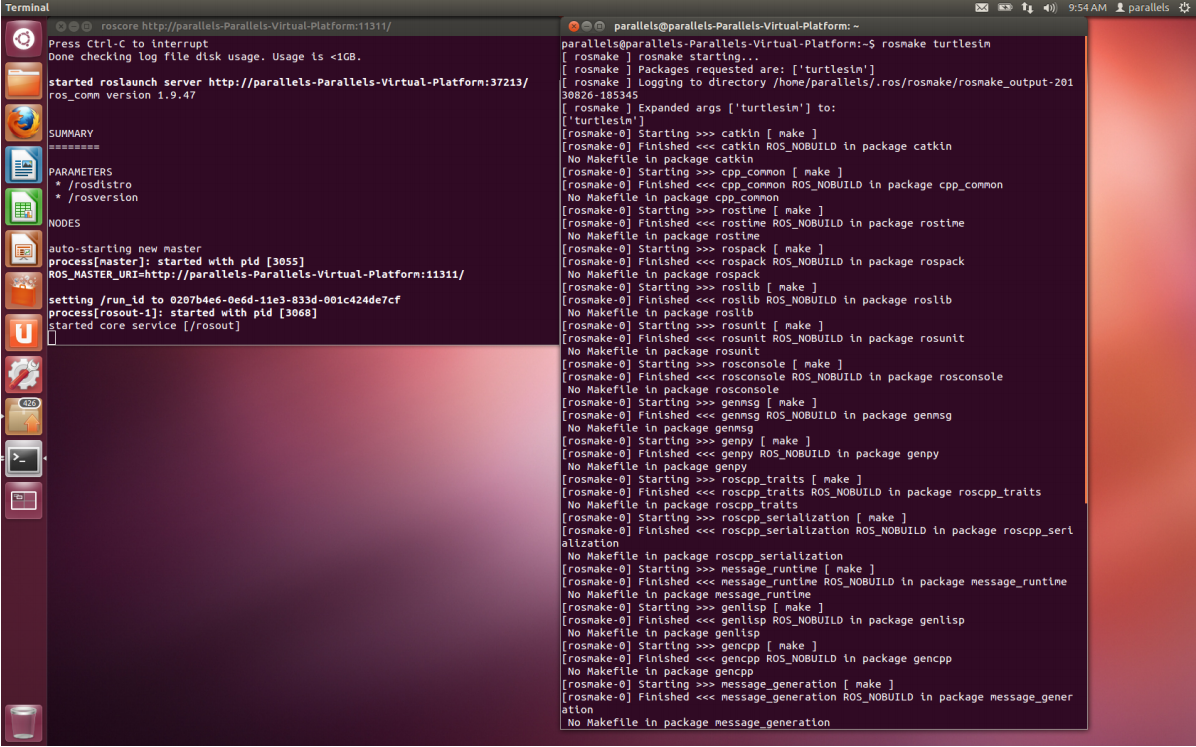 Terminal
9:54 AM parallels
roscore http://parallels-Parallels-Virtual-Platform:11311/
Press Ctrl-C to interrupt
Done checking log file disk usage. Usage is <1GB.
started roslaunch server http://parallels-Parallels-Virtual-Platform:37213/
ros_comm version 1.9.47
SUMMARY
========
PARAMETERS
* /rosdistro
* /rosversion
NODES
auto-starting new master
process[master]: started with pid [3055]
ROS_MASTER_URI=http://parallels-Parallels-Virtual-Platform:11311/
setting /run_id to 0207b4e6-0e6d-11e3-833d-001c424de7cf
process[rosout-1]: started with pid [3068]
started core service [/rosout]
426
parallels@parallels-Parallels-Virtual-Platform: ~
parallels@parallels-Parallels-Virtual-Platform:~$ rosmake turtlesim
[ rosmake ] rosmake starting...
[ rosmake ] Packages requested are: ['turtlesim']
[ rosmake ] Logging to directory /home/parallels/.ros/rosmake/rosmake_output-201
30826-185345
[ rosmake ] Expanded args ['turtlesim'] to:
['turtlesim']
[rosmake-0] Starting >>> catkin [ make ]
[rosmake-0] Finished <<< catkin ROS_NOBUILD in package catkin
No Makefile in package catkin
[rosmake-0] Starting >>> cpp_common [ make ]
[rosmake-0] Finished <<< cpp_common ROS_NOBUILD in package cpp_common
No Makefile in package cpp_common
[rosmake-0] Starting >>> rostime [ make ]
[rosmake-0] Finished <<< rostime ROS_NOBUILD in package rostime
No Makefile in package rostime
[rosmake-0] Starting >>> rospack [ make ]
[rosmake-0] Finished <<< rospack ROS_NOBUILD in package rospack
No Makefile in package rospack
[rosmake-0] Starting >>> roslib [ make ]
[rosmake-0] Finished <<< roslib ROS_NOBUILD in package roslib
No Makefile in package roslib
[rosmake-0] Starting >>> rosunit [ make ]
[rosmake-0] Finished <<< rosunit ROS_NOBUILD in package rosunit
No Makefile in package rosunit
[rosmake-0] Starting >>> rosconsole [ make ]
[rosmake-0] Finished <<< rosconsole ROS_NOBUILD in package rosconsole
No Makefile in package rosconsole
[rosmake-0] Starting >>> genmsg [ make ]
[rosmake-0] Finished <<< genmsg ROS_NOBUILD in package genmsg
No Makefile in package genmsg
[rosmake-0] Starting >>> genpy [ make ]
[rosmake-0] Finished <<< genpy ROS_NOBUILD in package genpy
No Makefile in package genpy
[rosmake-0] Starting >>> roscpp_traits [ make ]
[rosmake-0] Finished <<< roscpp_traits ROS_NOBUILD in package roscpp_traits
No Makefile in package roscpp_traits
[rosmake-0] Starting >>> roscpp_serialization [ make ]
[rosmake-0] Finished <<< roscpp_serialization ROS_NOBUILD in package roscpp_seri
alization
No Makefile in package roscpp_serialization
[rosmake-0] Starting >>> message_runtime [ make ]
[rosmake-0] Finished <<< message_runtime ROS_NOBUILD in package message_runtime
No Makefile in package message_runtime
[rosmake-0] Starting >>> genlisp [ make ]
[rosmake-0] Finished <<< genlisp ROS_NOBUILD in package genlisp
No Makefile in package genlisp
[rosmake-0] Starting >>> gencpp [ make ]
[rosmake-0] Finished <<< gencpp ROS_NOBUILD in package gencpp
No Makefile in package gencpp
[rosmake-0] Starting >>> message_generation [ make ]
[rosmake-0] Finished <<< message_generation ROS_NOBUILD in package message_gener
ation
No Makefile in package message_generation